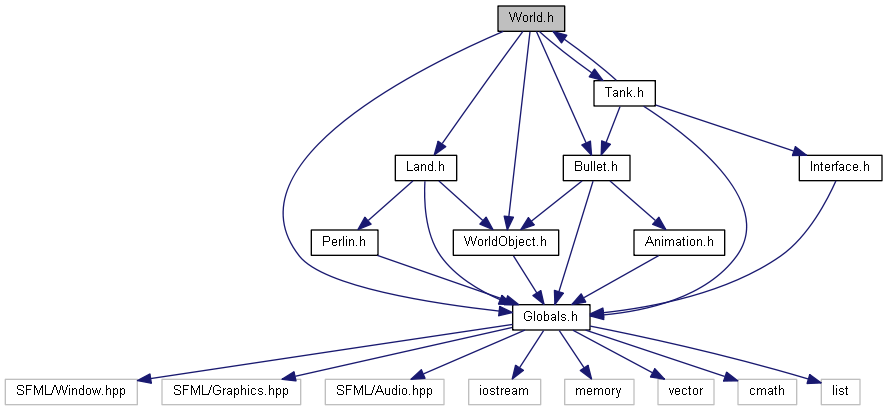 World.h
Tank.h
Land.h
Bullet.h
Interface.h
Perlin.h
WorldObject.h
Animation.h
Globals.h
SFML/Window.hpp
SFML/Graphics.hpp
SFML/Audio.hpp
iostream
memory
vector
cmath
list